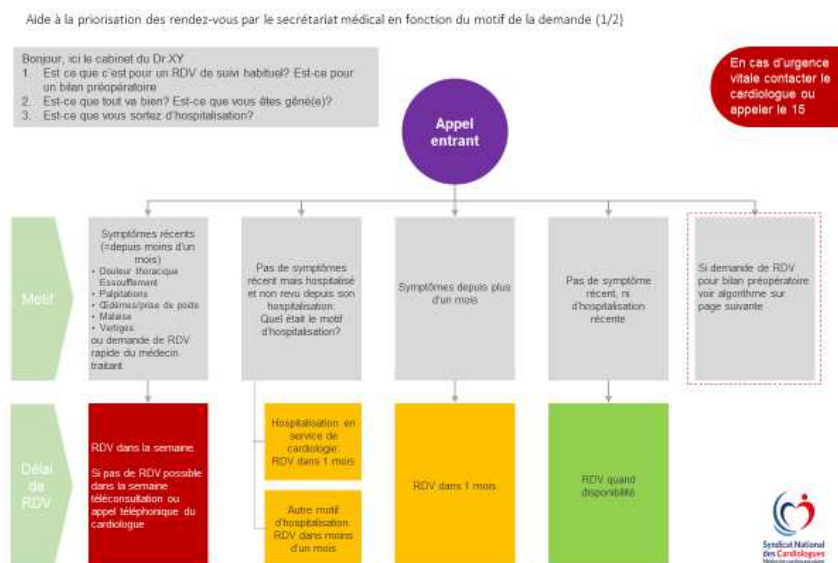 Aide à la priorisation des rendez-vous par le secrétariat médical en fonction du motif de la demande (1/2)
Bonjour, ici le cabinet du Dr XY
1. Est ce que c'est pour un RDV de suivi habituel? Est-ce pour
un bilan préopératoire
2. Est-ce que tout va bien? Est-ce que vous êtes gêné(e)?
3. Est-ce que vous sortez d'hospitalisation?
En cas d'urgence
vitale contacter le
cardiologue ou
appeler le 15
Appel
entrant
Motif
Symptômes récents
(=depuis moins d'un
mois)
• Douleur thoracique
Essoufflement
• Palpitations
• Œdèmes/prise de poids
• Malaise
• Vertiges
ou demande de RDV
rapide du médecin
traitant
Pas de symptômes
récent mais hospitalisé
et non revu depuis son
hospitalisation:
Quel était le motif
d'hospitalisation?
Symptômes depuis plus
d'un mois
Pas de symptôme
récent, ni
d'hospitalisation
récente
Si demande de RDV
pour bilan préopératoire
voir algorithme sur
page suivante
Délai
de
RDV
RDV dans la semaine.
Si pas de RDV possible
dans la semaine
téléconsultation ou
appel téléphonique du
cardiologue
Hospitalisation en
service de
cardiologie:
RDV dans 1 mois
Autre motif
d'hospitalisation:
RDV dans moins
d'un mois
RDV dans 1 mois
RDV quand
disponibilité
Syndicat National
des Cardiologues
Médecine cardiovasculaire